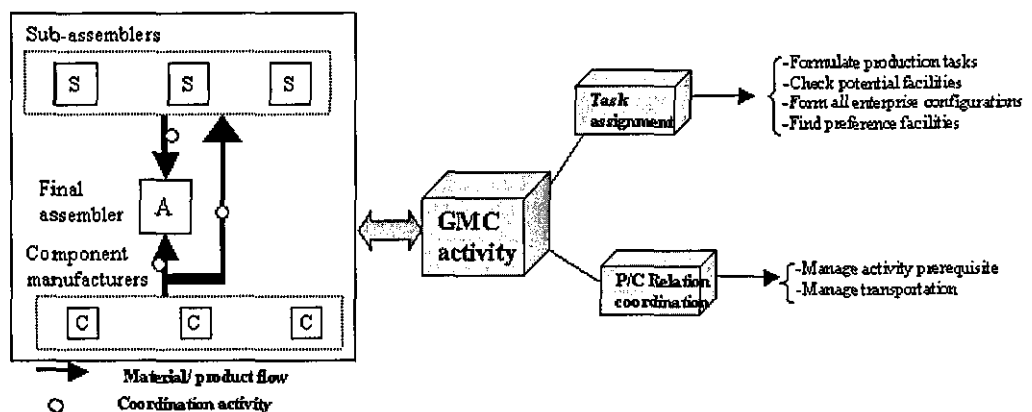 Sub-assemblers
S S S
Final
assembler
A
Component
manufacturers
C C C
Material/ product flow
Coordination activity
GMC
activity
Task
assignment
-Formulate production tasks
-Check potential facilities
-Form all enterprise configurations
-Find preference facilities
P/C Relation
coordination
-Manage activity prerequisite
-Manage transportation